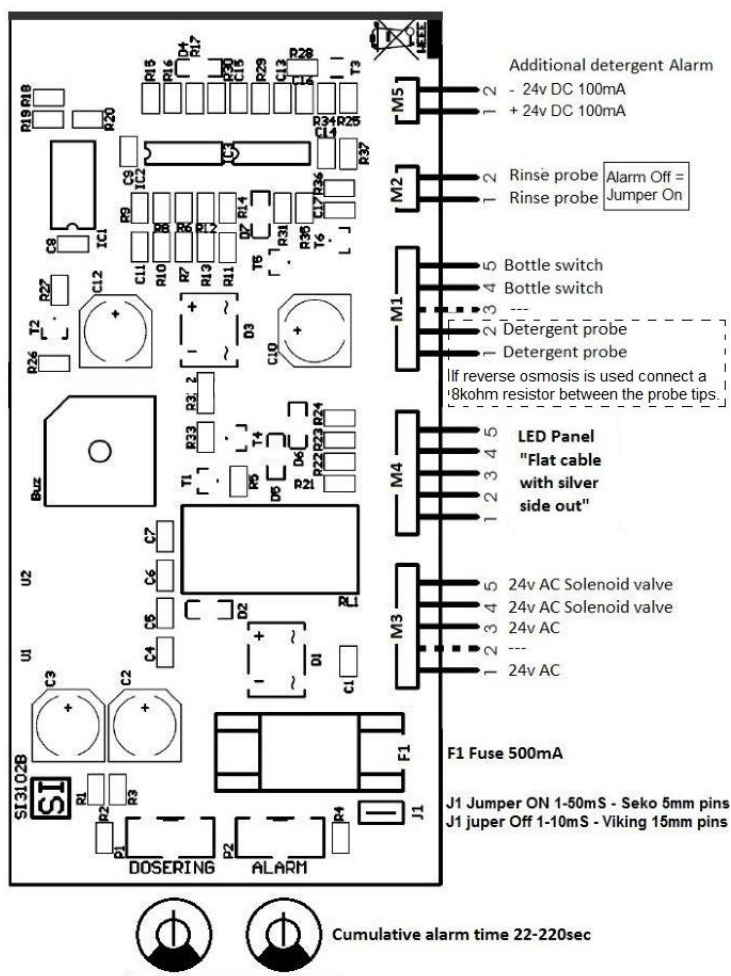 WEEE
R15 R16 D4 R17 R30 C15 R29 C13 R28 C16 T3
R18
R19 R20
R34 R25
C14
C9 IC2 C3 R37
R36
C17
R9 R8 R6 R12 R14 D7 R31 R35 T6
IC1
C8
C11 R10 R7 R13 R11 T5
R27 C12
T2
D3 C10
R26
R33 T4 D6 R24
R23
R22
R21
T1 R5 D5
Buz
C7
C6
C5
C4
U2
U1
RL1
D2
D1 C1
C3 C2
F1
SI3102B
SI
R1 R3
R2
P1 P2 R4 J1
DOSERING ALARM
Additional detergent Alarm
M5
2 - 24v DC 100mA
1 + 24v DC 100mA
M2
2 Rinse probe
1 Rinse probe
Alarm Off =
Jumper On
M1
5 Bottle switch
4 Bottle switch
3 ---
2 Detergent probe
1 Detergent probe
If reverse osmosis is used connect a
8kohm resistor between the probe tips.
M4
5
4
3
2
1
LED Panel
"Flat cable
with silver
side out"
M3
5 24v AC Solenoid valve
4 24v AC Solenoid valve
3 24v AC
2 ---
1 24v AC
F1 Fuse 500mA
J1 Jumper ON 1-50mS - Seko 5mm pins
J1 juper Off 1-10mS - Viking 15mm pins
Cumulative alarm time 22-220sec